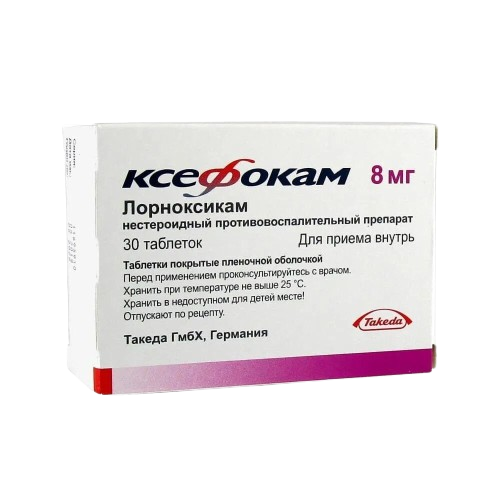 ксефокам 8 мг
Лорноксикам
нестероидный противовоспалительный препарат
30 таблеток Для приема внутрь
Таблетки покрытые пленочной оболочкой
Перед применением проконсультируйтесь с врачом.
Хранить при температуре не выше 25 °C.
Хранить в недоступном для детей месте!
Отпускают по рецепту.
Такеда ГмбХ, Германия
Takeda